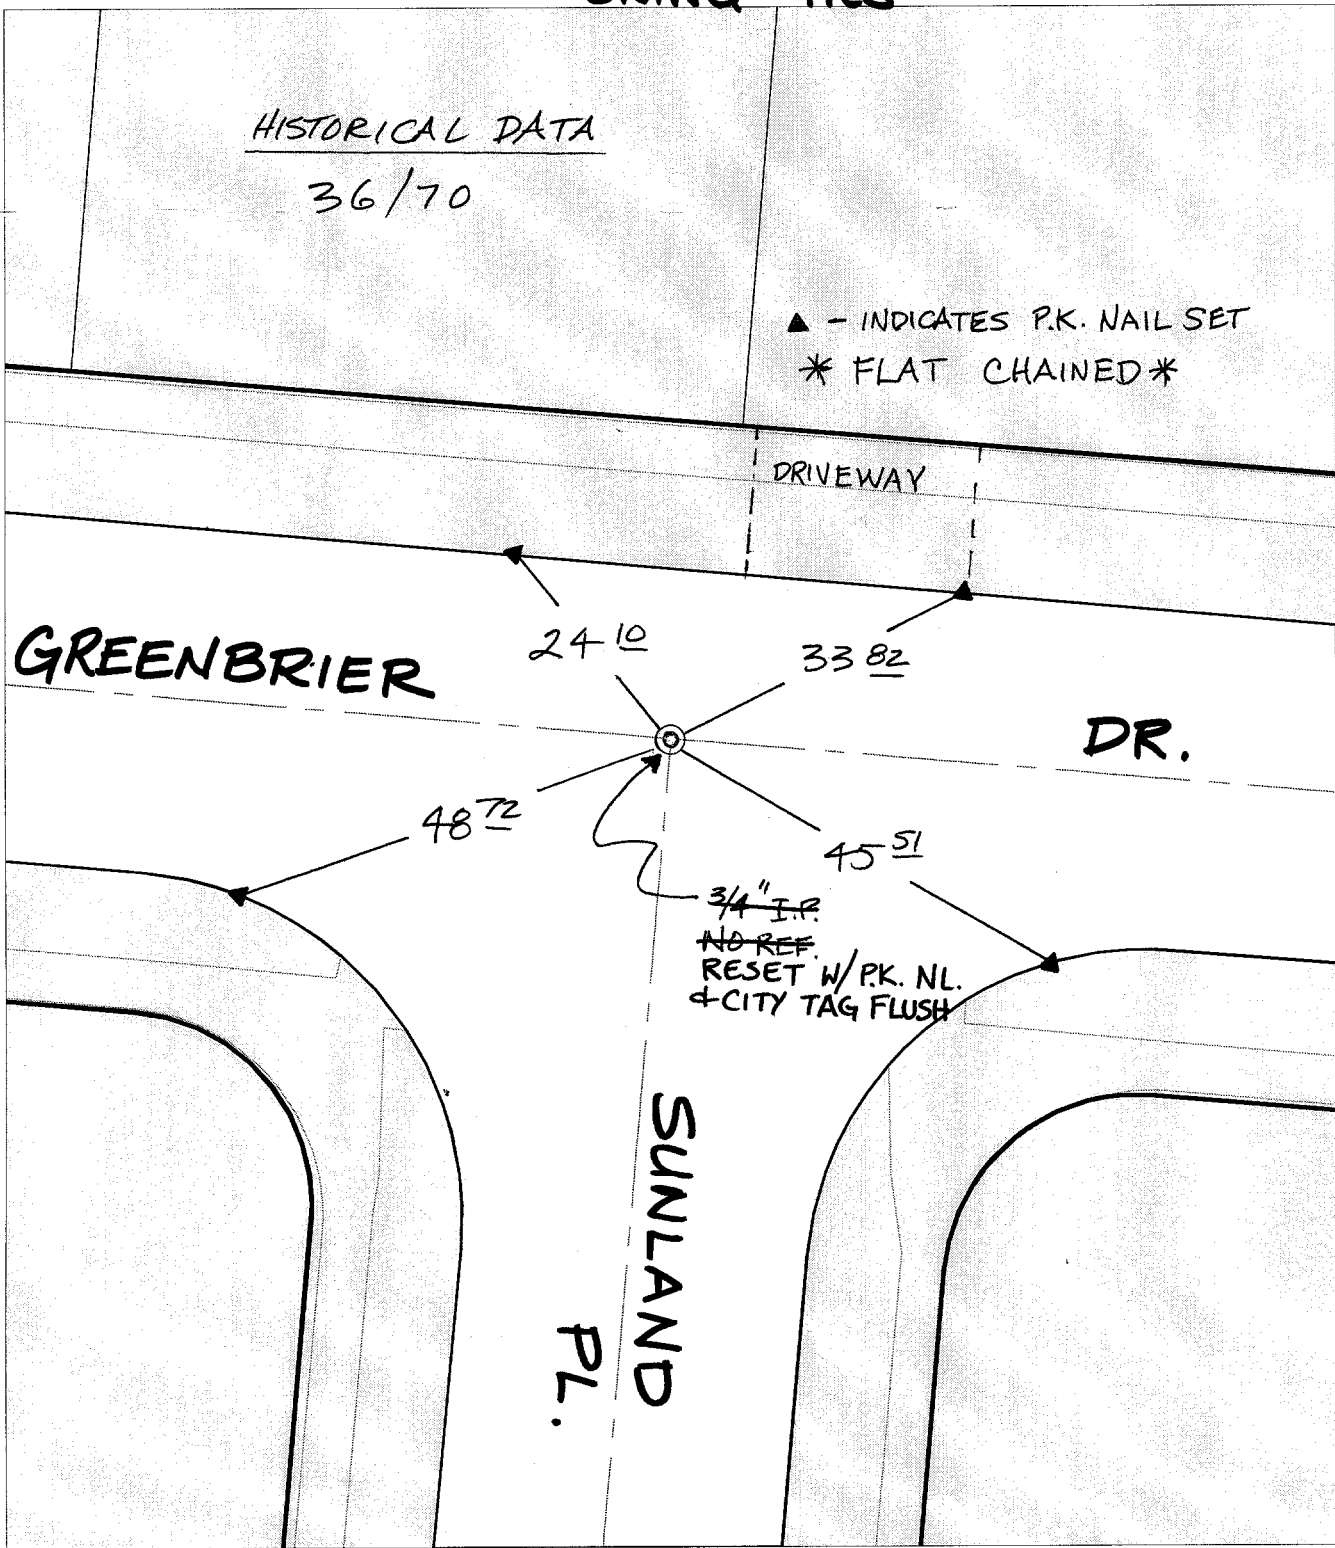 HISTORICAL DATA
36/70
▲ - INDICATES P.K. NAIL SET
* FLAT CHAINED *
DRIVEWAY
24 10
33 82
GREENBRIER
DR.
48 72
45 51
3/4" I.P.
NO REF.
RESET W/ P.K. NL.
& CITY TAG FLUSH
SUNLAND
PL.